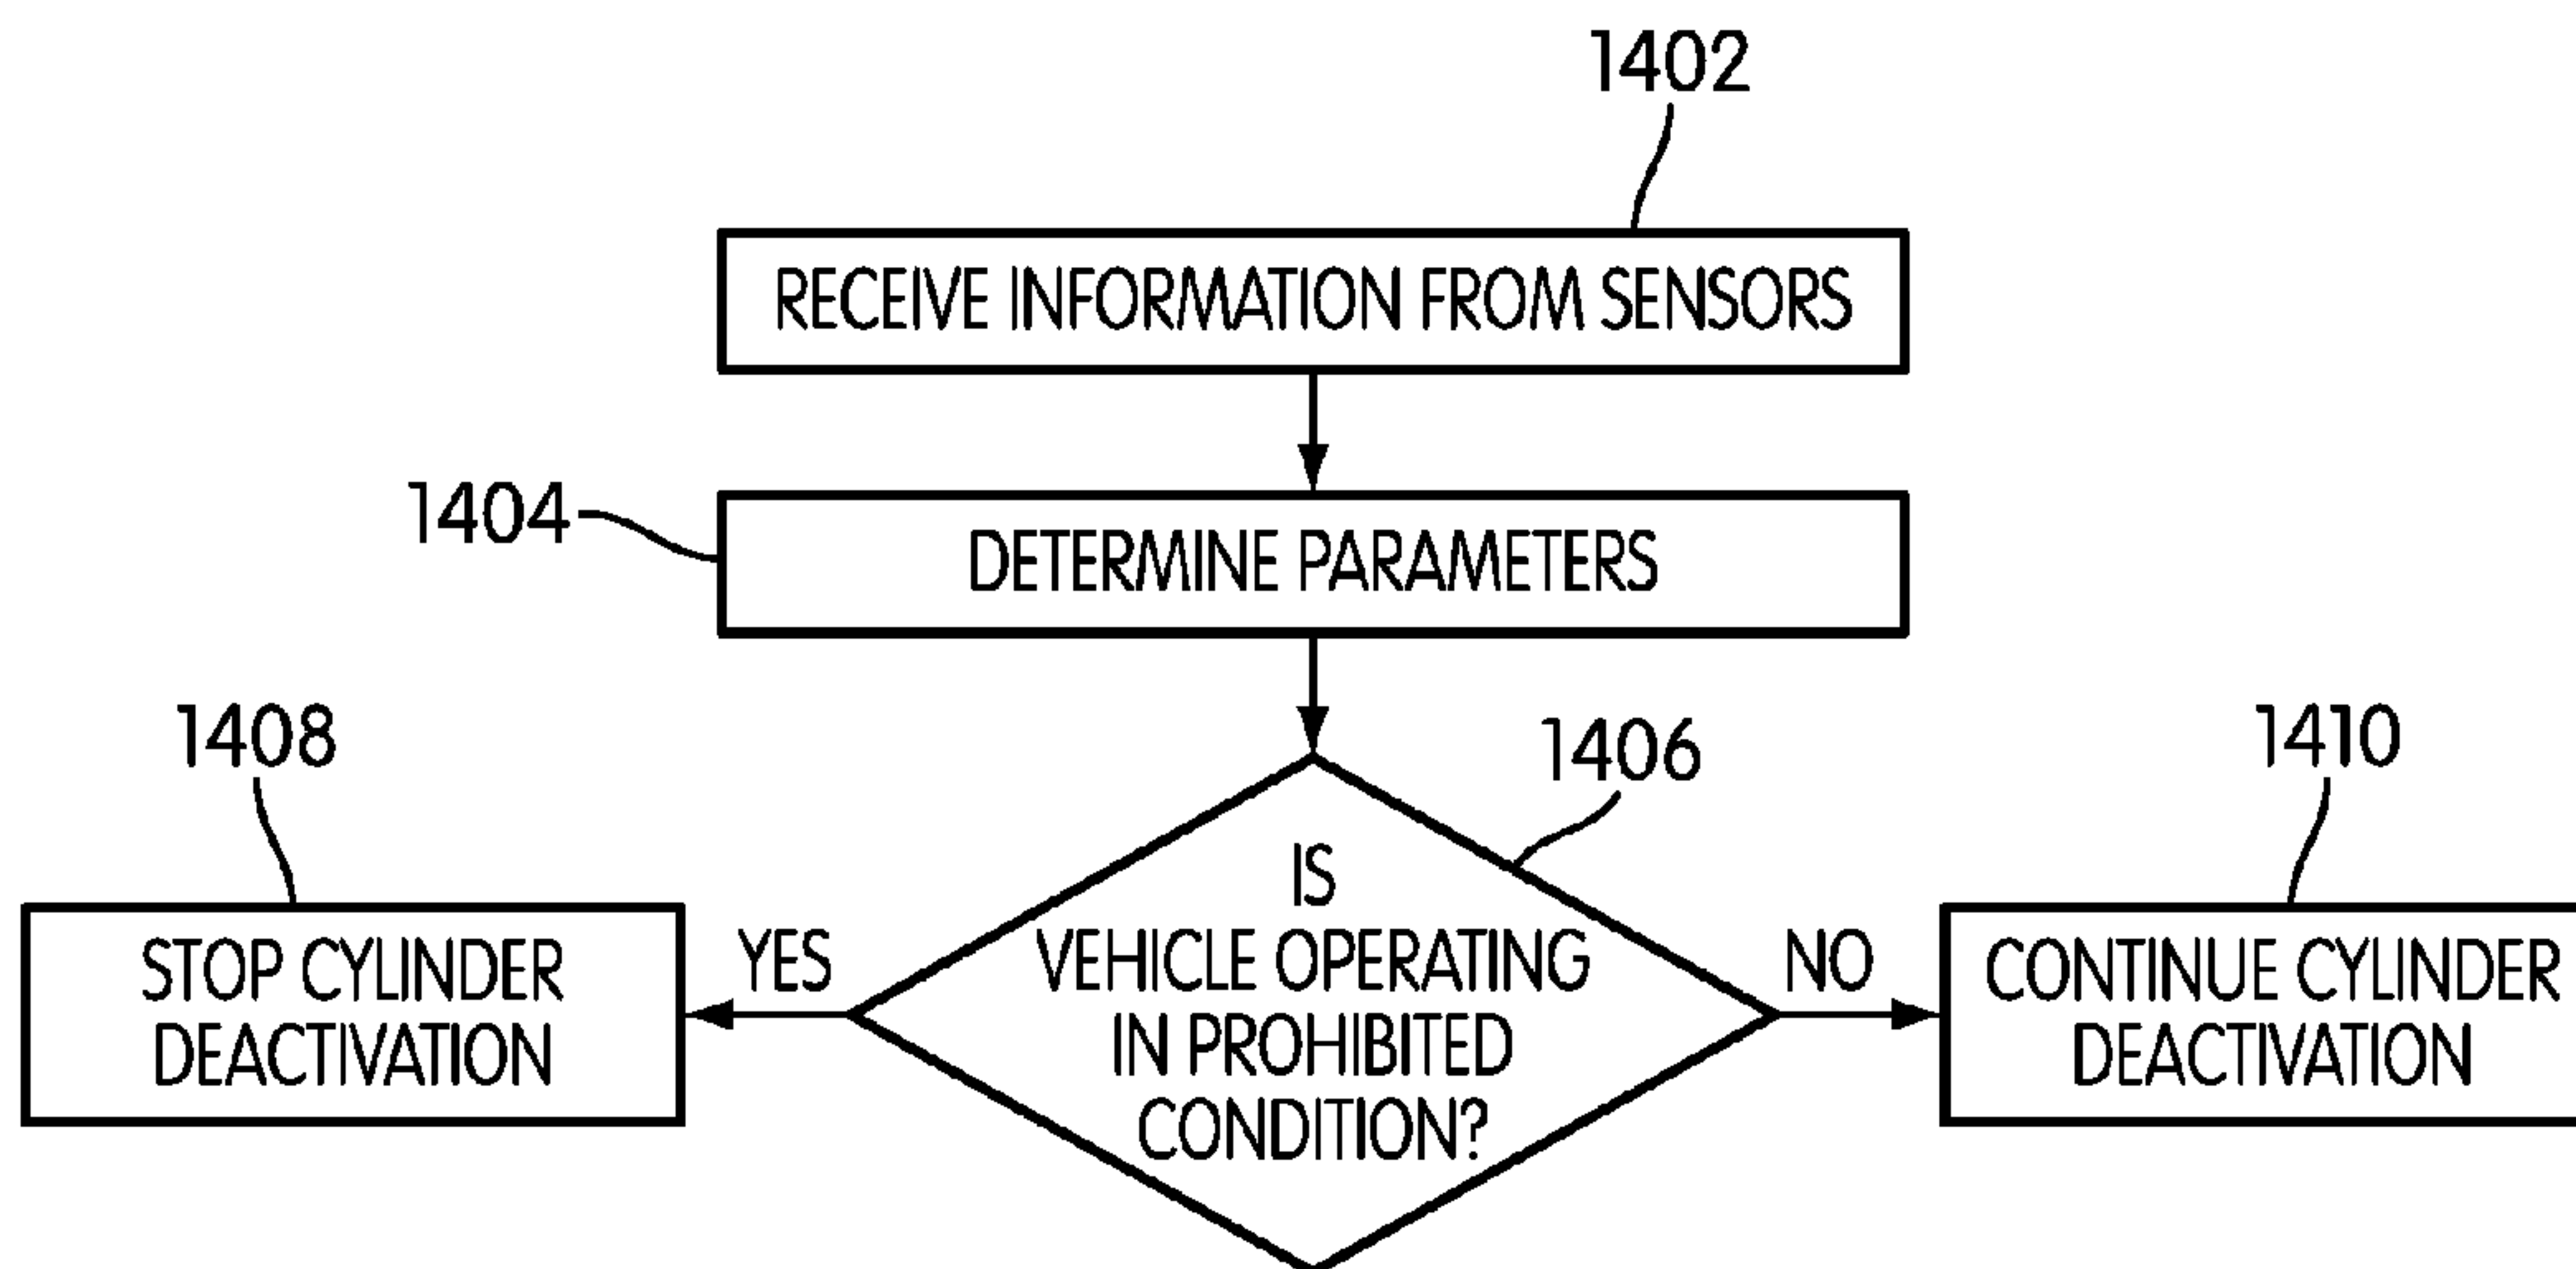 1402
RECEIVE INFORMATION FROM SENSORS
1404
DETERMINE PARAMETERS
1408
1406
1410
IS
VEHICLE OPERATING
IN PROHIBITED
CONDITION?
YES
NO
STOP CYLINDER
DEACTIVATION
CONTINUE CYLINDER
DEACTIVATION